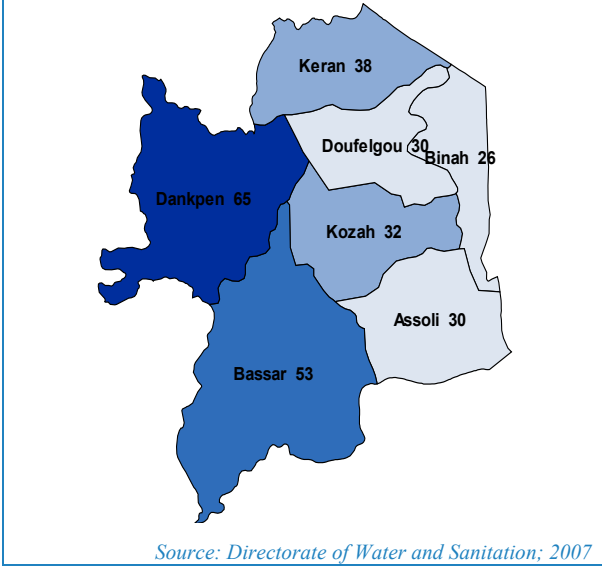 Keran 38
Doufelgou 30
Binah 26
Dankpen 65
Kozah 32
Assoli 30
Bassar 53
Source: Directorate of Water and Sanitation; 2007